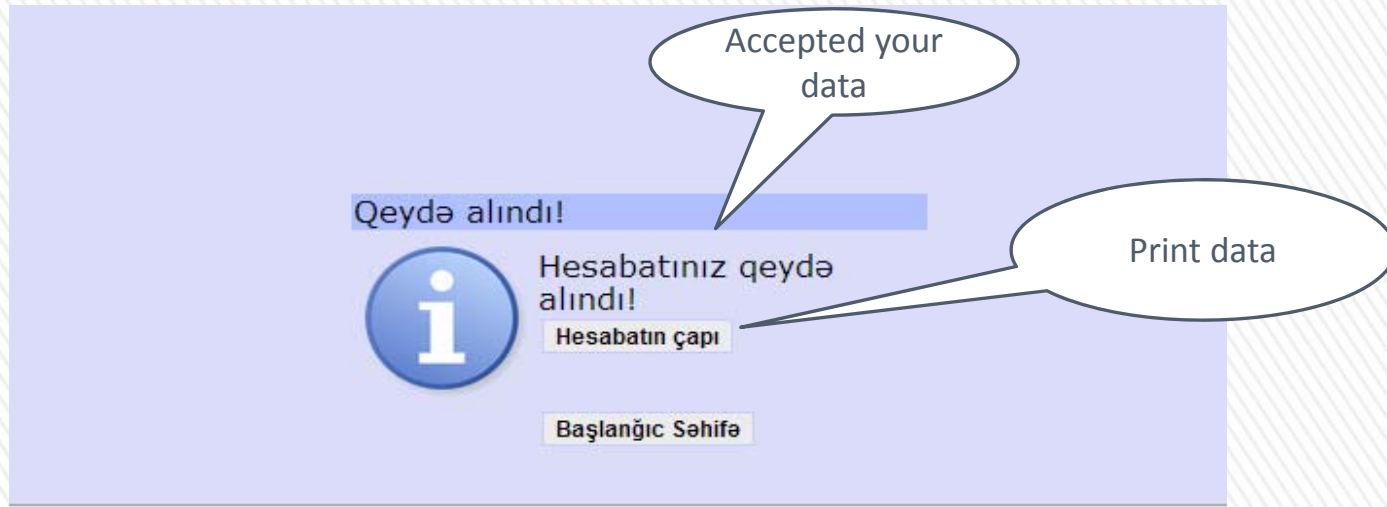 Accepted your
data
Qeydə alındı!
Hesabatınız qeydə
alındı!
Print data
Hesabatın çapı
Başlanğıc Səhifə